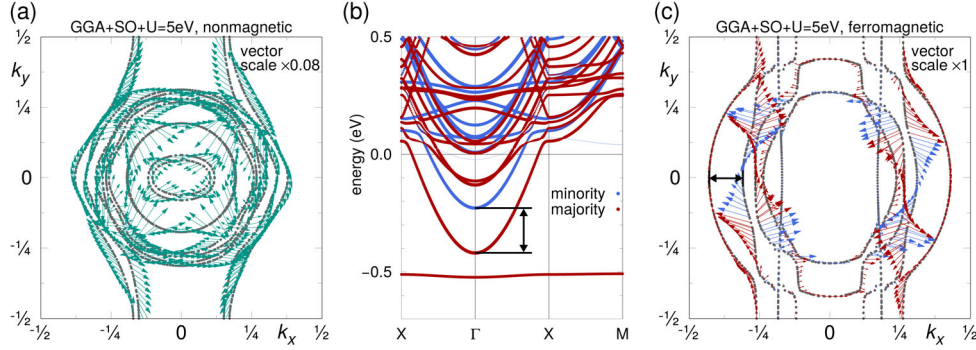 (a)
GGA+SO+U=5eV, nonmagnetic
vector
scale ×0.08
½
k_y
¼
0
-¼
-½
-½
-¼
0
k_x
¼
½
(b)
energy (eV)
0.5
0.0
−0.5
minority
majority
X
Γ
X
M
(c)
GGA+SO+U=5eV, ferromagnetic
vector
scale ×1
½
k_y
¼
0
-¼
-½
-½
-¼
0
k_x
¼
½